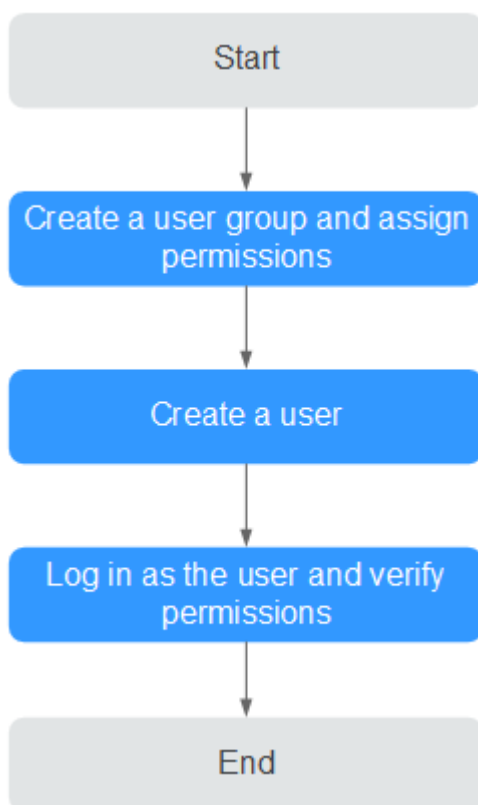 Start
Create a user group and assign
permissions
Create a user
Log in as the user and verify
permissions
End